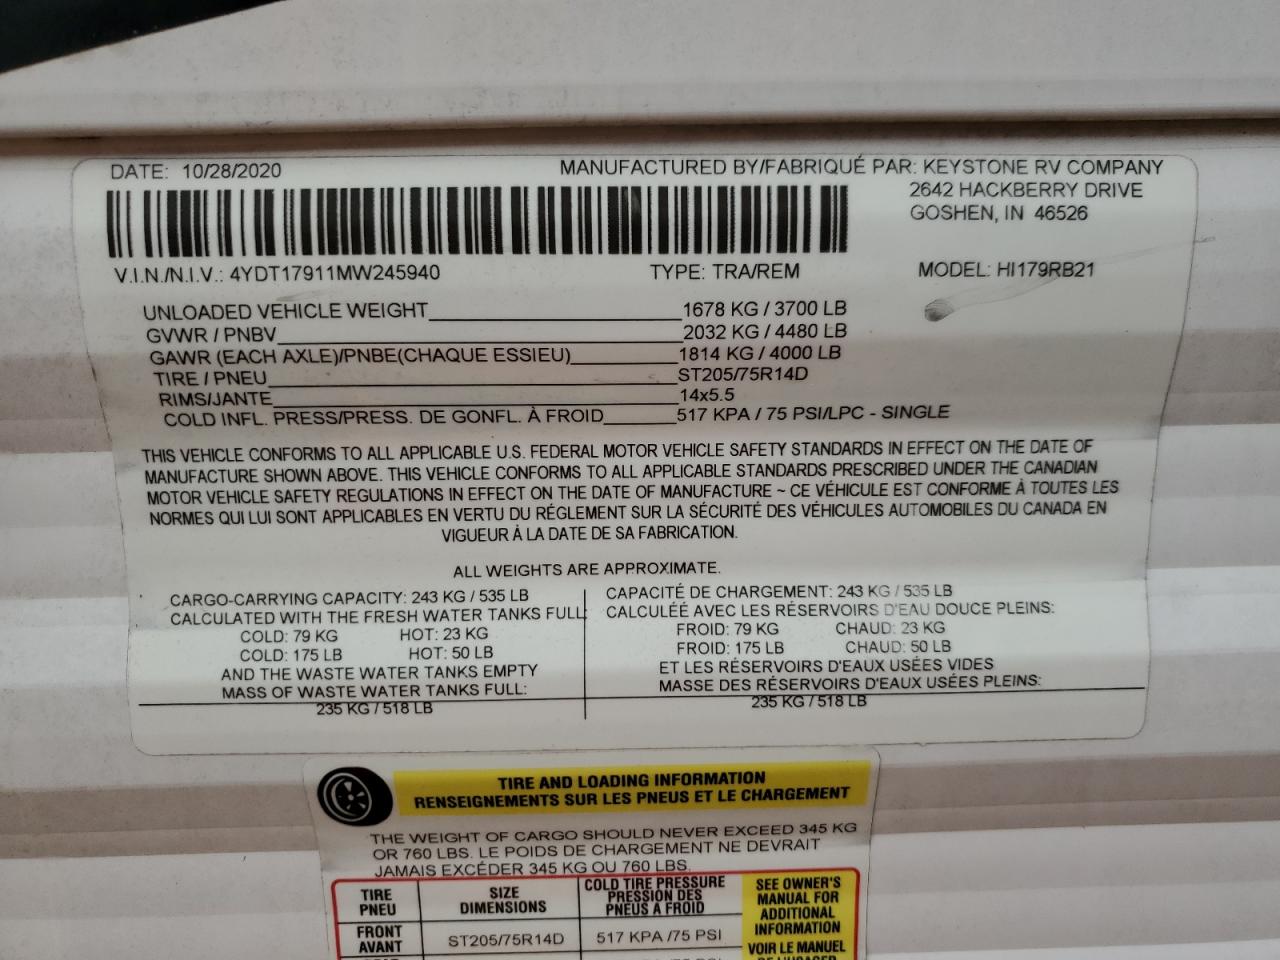 DATE: 10/28/2020
MANUFACTURED BY/FABRIQUÉ PAR: KEYSTONE RV COMPANY
2642 HACKBERRY DRIVE
GOSHEN, IN 46526
V.I.N./N.I.V.: 4YDT17911MW245940 TYPE: TRA/REM MODEL: HI179RB21
UNLOADED VEHICLE WEIGHT 1678 KG / 3700 LB
GVWR / PNBV 2032 KG / 4480 LB
GAWR (EACH AXLE)/PNBE(CHAQUE ESSIEU) 1814 KG / 4000 LB
TIRE / PNEU ST205/75R14D
RIMS/JANTE 14x5.5
COLD INFL. PRESS/PRESS. DE GONFL. À FROID 517 KPA / 75 PSI/LPC - SINGLE
THIS VEHICLE CONFORMS TO ALL APPLICABLE U.S. FEDERAL MOTOR VEHICLE SAFETY STANDARDS IN EFFECT ON THE DATE OF
MANUFACTURE SHOWN ABOVE. THIS VEHICLE CONFORMS TO ALL APPLICABLE STANDARDS PRESCRIBED UNDER THE CANADIAN
MOTOR VEHICLE SAFETY REGULATIONS IN EFFECT ON THE DATE OF MANUFACTURE ~ CE VÉHICULE EST CONFORME À TOUTES LES
NORMES QUI LUI SONT APPLICABLES EN VERTU DU RÉGLEMENT SUR LA SÉCURITÉ DES VÉHICULES AUTOMOBILES DU CANADA EN
VIGUEUR À LA DATE DE SA FABRICATION.
ALL WEIGHTS ARE APPROXIMATE.
CARGO-CARRYING CAPACITY: 243 KG / 535 LB
CALCULATED WITH THE FRESH WATER TANKS FULL:
COLD: 79 KG HOT: 23 KG
COLD: 175 LB HOT: 50 LB
AND THE WASTE WATER TANKS EMPTY
MASS OF WASTE WATER TANKS FULL:
235 KG / 518 LB
CAPACITÉ DE CHARGEMENT: 243 KG / 535 LB
CALCULÉE AVEC LES RÉSERVOIRS D'EAU DOUCE PLEINS:
FROID: 79 KG CHAUD: 23 KG
FROID: 175 LB CHAUD: 50 LB
ET LES RÉSERVOIRS D'EAUX USÉES VIDES
MASSE DES RÉSERVOIRS D'EAUX USÉES PLEINS:
235 KG / 518 LB
TIRE AND LOADING INFORMATION
RENSEIGNEMENTS SUR LES PNEUS ET LE CHARGEMENT
THE WEIGHT OF CARGO SHOULD NEVER EXCEED 345 KG
OR 760 LBS. LE POIDS DE CHARGEMENT NE DEVRAIT
JAMAIS EXCÉDER 345 KG OU 760 LBS.
TIRE
PNEU
SIZE
DIMENSIONS
COLD TIRE PRESSURE
PRESSION DES
PNEUS A FROID
SEE OWNER'S
MANUAL FOR
ADDITIONAL
INFORMATION
VOIR LE MANUEL
FRONT
AVANT
ST205/75R14D
517 KPA /75 PSI